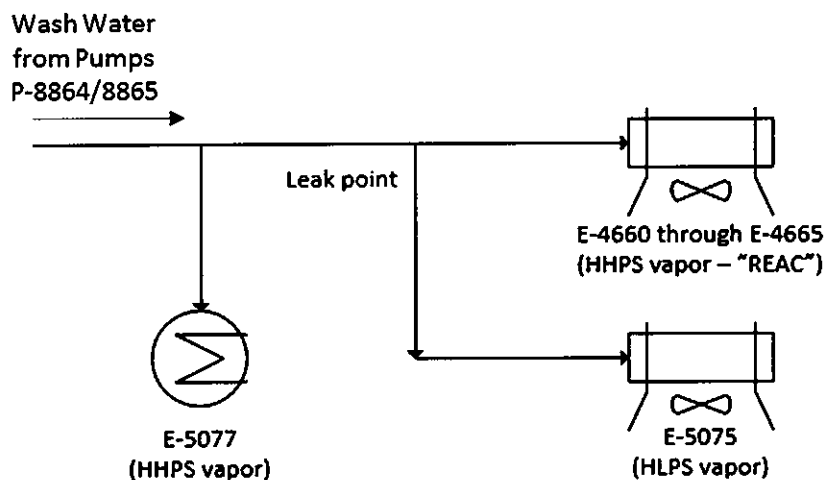 Wash Water
from Pumps
P-8864/8865
Leak point
E-4660 through E-4665
(HHPS vapor – "REAC")
E-5077
(HHPS vapor)
E-5075
(HLPS vapor)